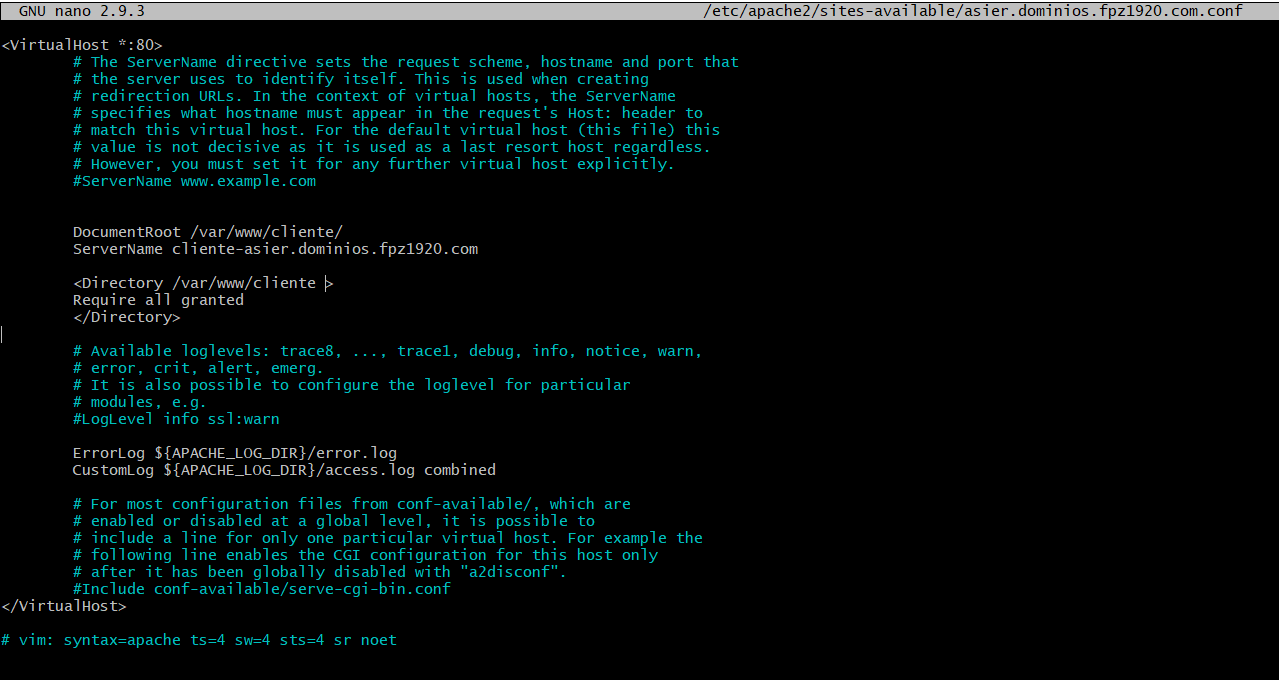 GNU nano 2.9.3 /etc/apache2/sites-available/asier.dominios.fpz1920.com.conf
<VirtualHost *:80>
# The ServerName directive sets the request scheme, hostname and port that
# the server uses to identify itself. This is used when creating
# redirection URLs. In the context of virtual hosts, the ServerName
# specifies what hostname must appear in the request's Host: header to
# match this virtual host. For the default virtual host (this file) this
# value is not decisive as it is used as a last resort host regardless.
# However, you must set it for any further virtual host explicitly.
#ServerName www.example.com
DocumentRoot /var/www/cliente/
ServerName cliente-asier.dominios.fpz1920.com
<Directory /var/www/cliente >
Require all granted
</Directory>
# Available loglevels: trace8, ..., trace1, debug, info, notice, warn,
# error, crit, alert, emerg.
# It is also possible to configure the loglevel for particular
# modules, e.g.
#LogLevel info ssl:warn
ErrorLog ${APACHE_LOG_DIR}/error.log
CustomLog ${APACHE_LOG_DIR}/access.log combined
# For most configuration files from conf-available/, which are
# enabled or disabled at a global level, it is possible to
# include a line for only one particular virtual host. For example the
# following line enables the CGI configuration for this host only
# after it has been globally disabled with "a2disconf".
#Include conf-available/serve-cgi-bin.conf
</VirtualHost>
# vim: syntax=apache ts=4 sw=4 sts=4 sr noet